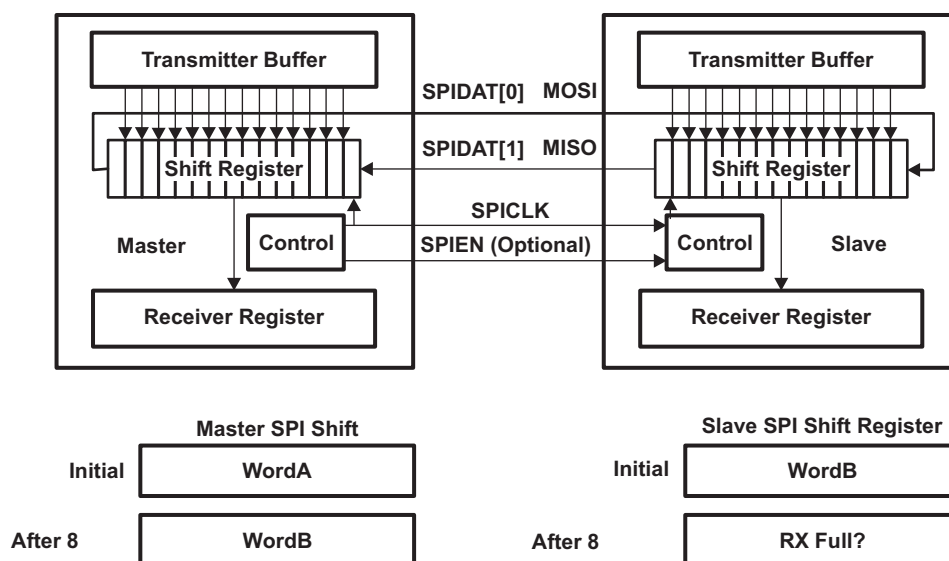 Transmitter Buffer
Transmitter Buffer
SPIDAT[0] MOSI
SPIDAT[1] MISO
Shift Register
Shift Register
SPICLK
Master
Control
SPIEN (Optional)
Control
Slave
Receiver Register
Receiver Register
Master SPI Shift
Slave SPI Shift Register
Initial
WordA
Initial
WordB
After 8
WordB
After 8
RX Full?